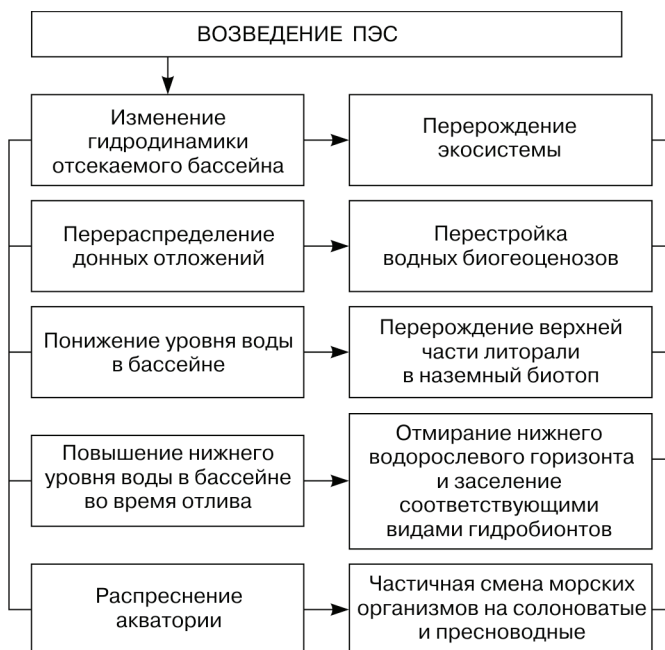 ВОЗВЕДЕНИЕ ПЭС
Изменение
гидродинамики
отсекаемого бассейна
Перерождение
экосистемы
Перераспределение
донных отложений
Перестройка
водных биогеоценозов
Понижение уровня воды
в бассейне
Перерождение верхней
части литорали
в наземный биотоп
Повышение нижнего
уровня воды в бассейне
во время отлива
Отмирание нижнего
водорослевого горизонта
и заселение
соответствующими
видами гидробионтов
Распреснение
акватории
Частичная смена морских
организмов на солоноватые
и пресноводные